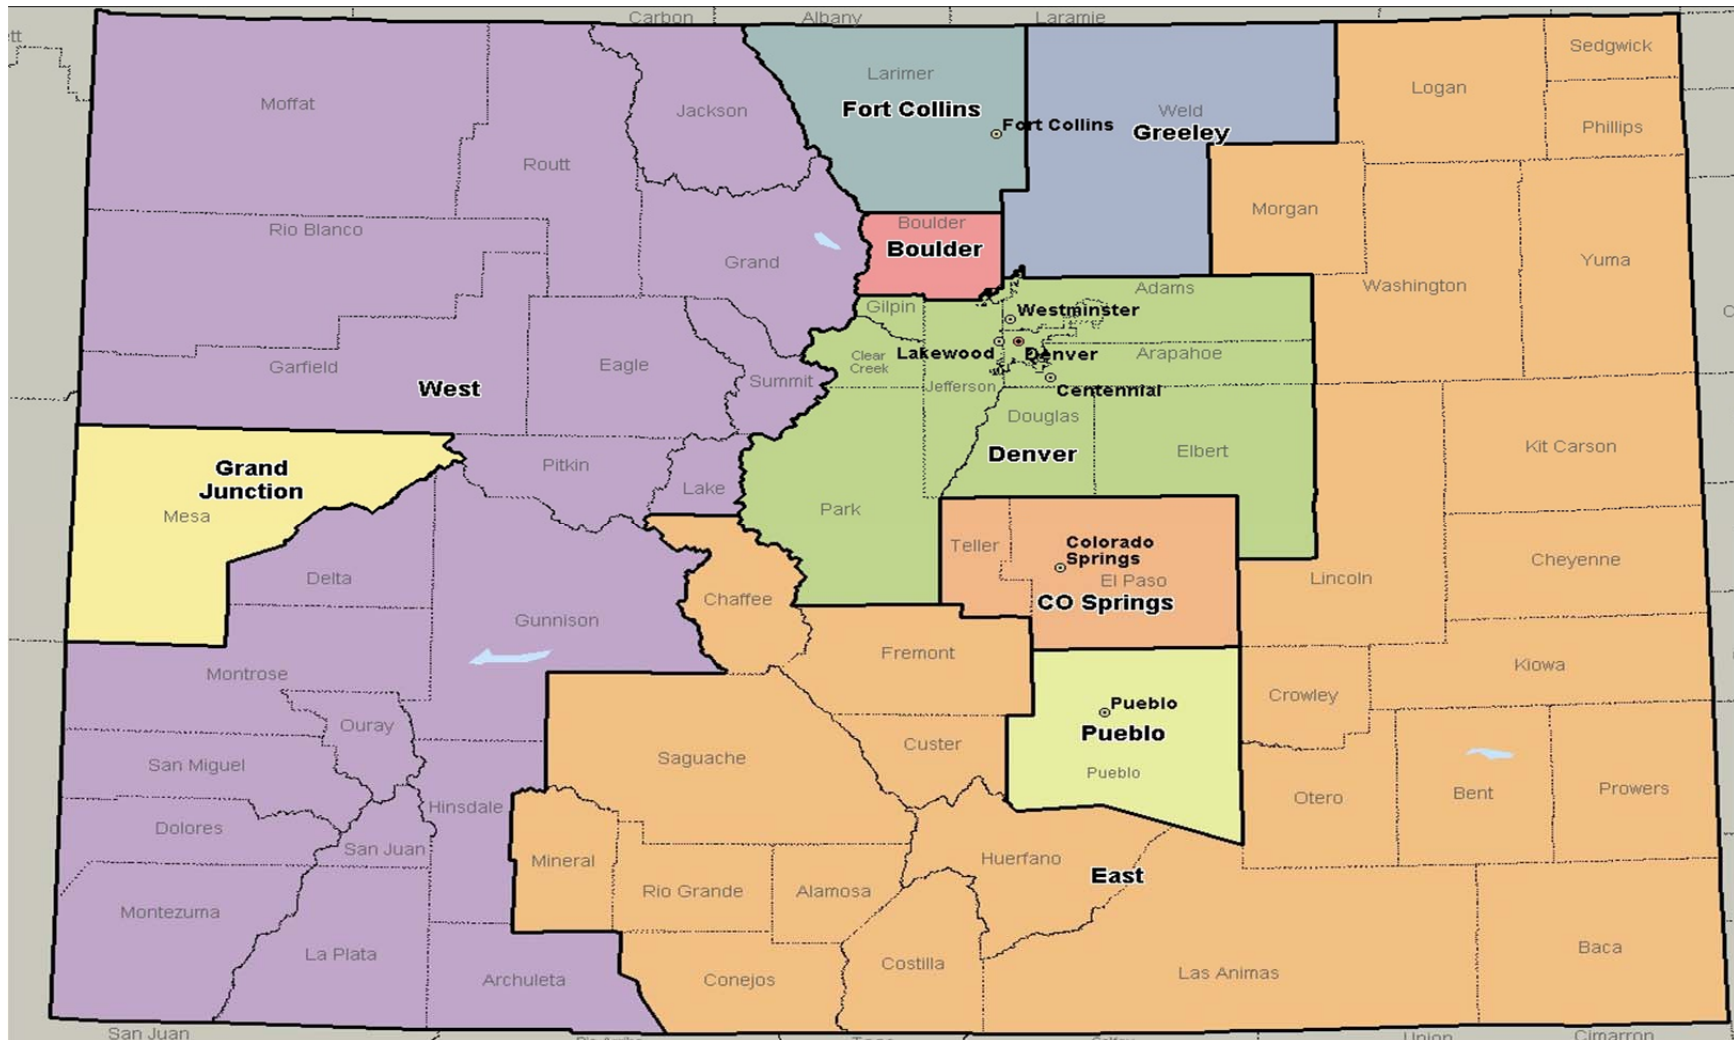 Carbon
Albany
Laramie
ett
Sedgwick
Larimer
Logan
Moffat
Jackson
Fort Collins
Weld
Fort Collins
Greeley
Phillips
Routt
Morgan
Rio Blanco
Boulder
Boulder
Grand
Yuma
Washington
Adams
Gilpin
Westminster
Lakewood
Denver
Arapahoe
Clear
Creek
Garfield
Eagle
Summit
Jefferson
Centennial
West
Douglas
Denver
Elbert
Kit Carson
Grand
Junction
Pitkin
Lake
Mesa
Park
Teller
Colorado
Springs
El Paso
CO Springs
Lincoln
Cheyenne
Delta
Chaffee
Gunnison
Fremont
Kiowa
Montrose
Crowley
Pueblo
Pueblo
Pueblo
Ouray
Custer
Saguache
San Miguel
Hinsdale
Otero
Bent
Prowers
Dolores
San Juan
Mineral
Huerfano
East
Rio Grande
Alamosa
Montezuma
La Plata
Archuleta
Conejos
Costilla
Las Animas
Baca
San Juan
Union
Cimarron